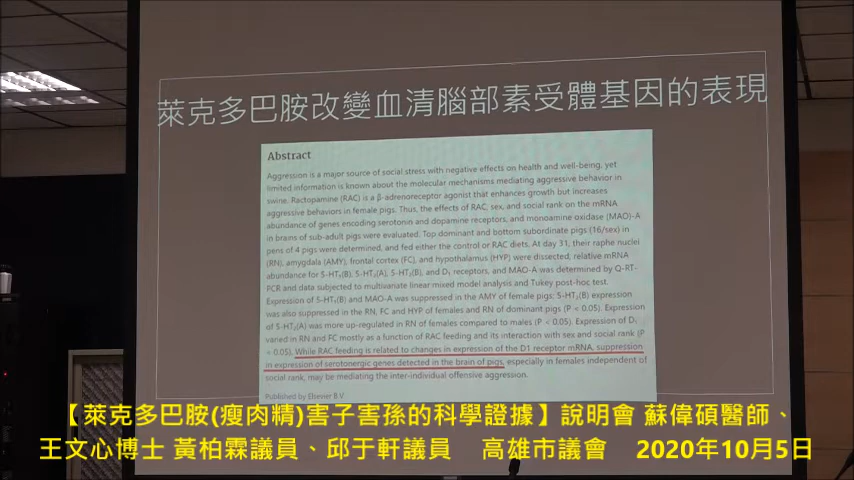 萊克多巴胺改變血清腦部素受體基因的表現
Abstract
Aggression is a major source of social stress with negative effects on health and well-being, yet
limited information is known about the molecular mechanisms mediating aggressive behavior in
swine. Ractopamine (RAC) is a β-adrenoreceptor agonist that enhances growth but increases
aggressive behaviors in female pigs. Thus, the effects of RAC, sex, and social rank on the mRNA
abundance of genes encoding serotonin and dopamine receptors, and monoamine oxidase (MAO)-A
in brains of sub-adult pigs were evaluated. Top dominant and bottom subordinate pigs (16/sex) in
pens of 4 pigs were determined, and fed either the control or RAC diets. At day 31, their raphe nuclei
(RN), amygdala (AMY), frontal cortex (FC), and hypothalamus (HYP) were dissected, relative mRNA
abundance for 5-HT₁(B), 5-HT₂(A), 5-HT₂(B), and D₁ receptors, and MAO-A was determined by Q-RT-
PCR and data subjected to multivariate linear mixed model analysis and Tukey post-hoc test.
Expression of 5-HT₁(B) and MAO-A was suppressed in the AMY of female pigs; 5-HT₂(B) expression
was also suppressed in the RN, FC and HYP of females and RN of dominant pigs (P < 0.05). Expression
of 5-HT₂(A) was more up-regulated in RN of females compared to males (P < 0.05). Expression of D₁
varied in RN and FC mostly as a function of RAC feeding and its interaction with sex and social rank (P
< 0.05). While RAC feeding is related to changes in expression of the D1 receptor mRNA, suppression
in expression of serotonergic genes detected in the brain of pigs, especially in females independent of
social rank, may be mediating the inter-individual offensive aggression.
Published by Elsevier B.V.
【萊克多巴胺(瘦肉精)害子害孫的科學證據】說明會 蘇偉碩醫師、
王文心博士 黃柏霖議員、邱于軒議員 高雄市議會 2020年10月5日